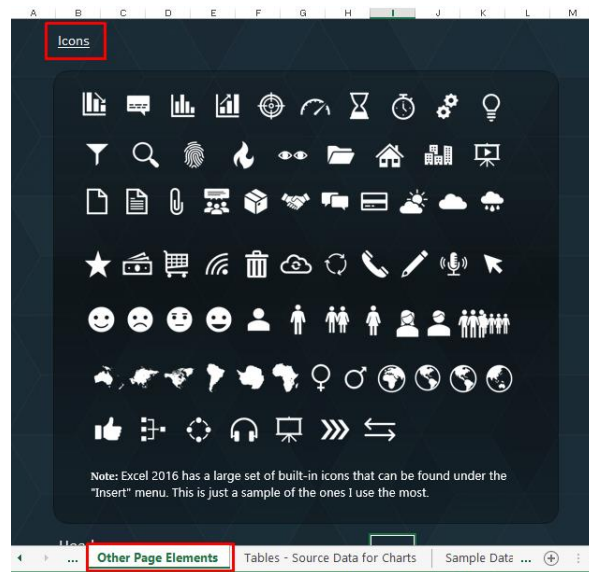 A B C D E F G H I J K L M
Icons
Note: Excel 2016 has a large set of built-in icons that can be found under the
"Insert" menu. This is just a sample of the ones I use the most.
... Other Page Elements Tables - Source Data for Charts Sample Data ...